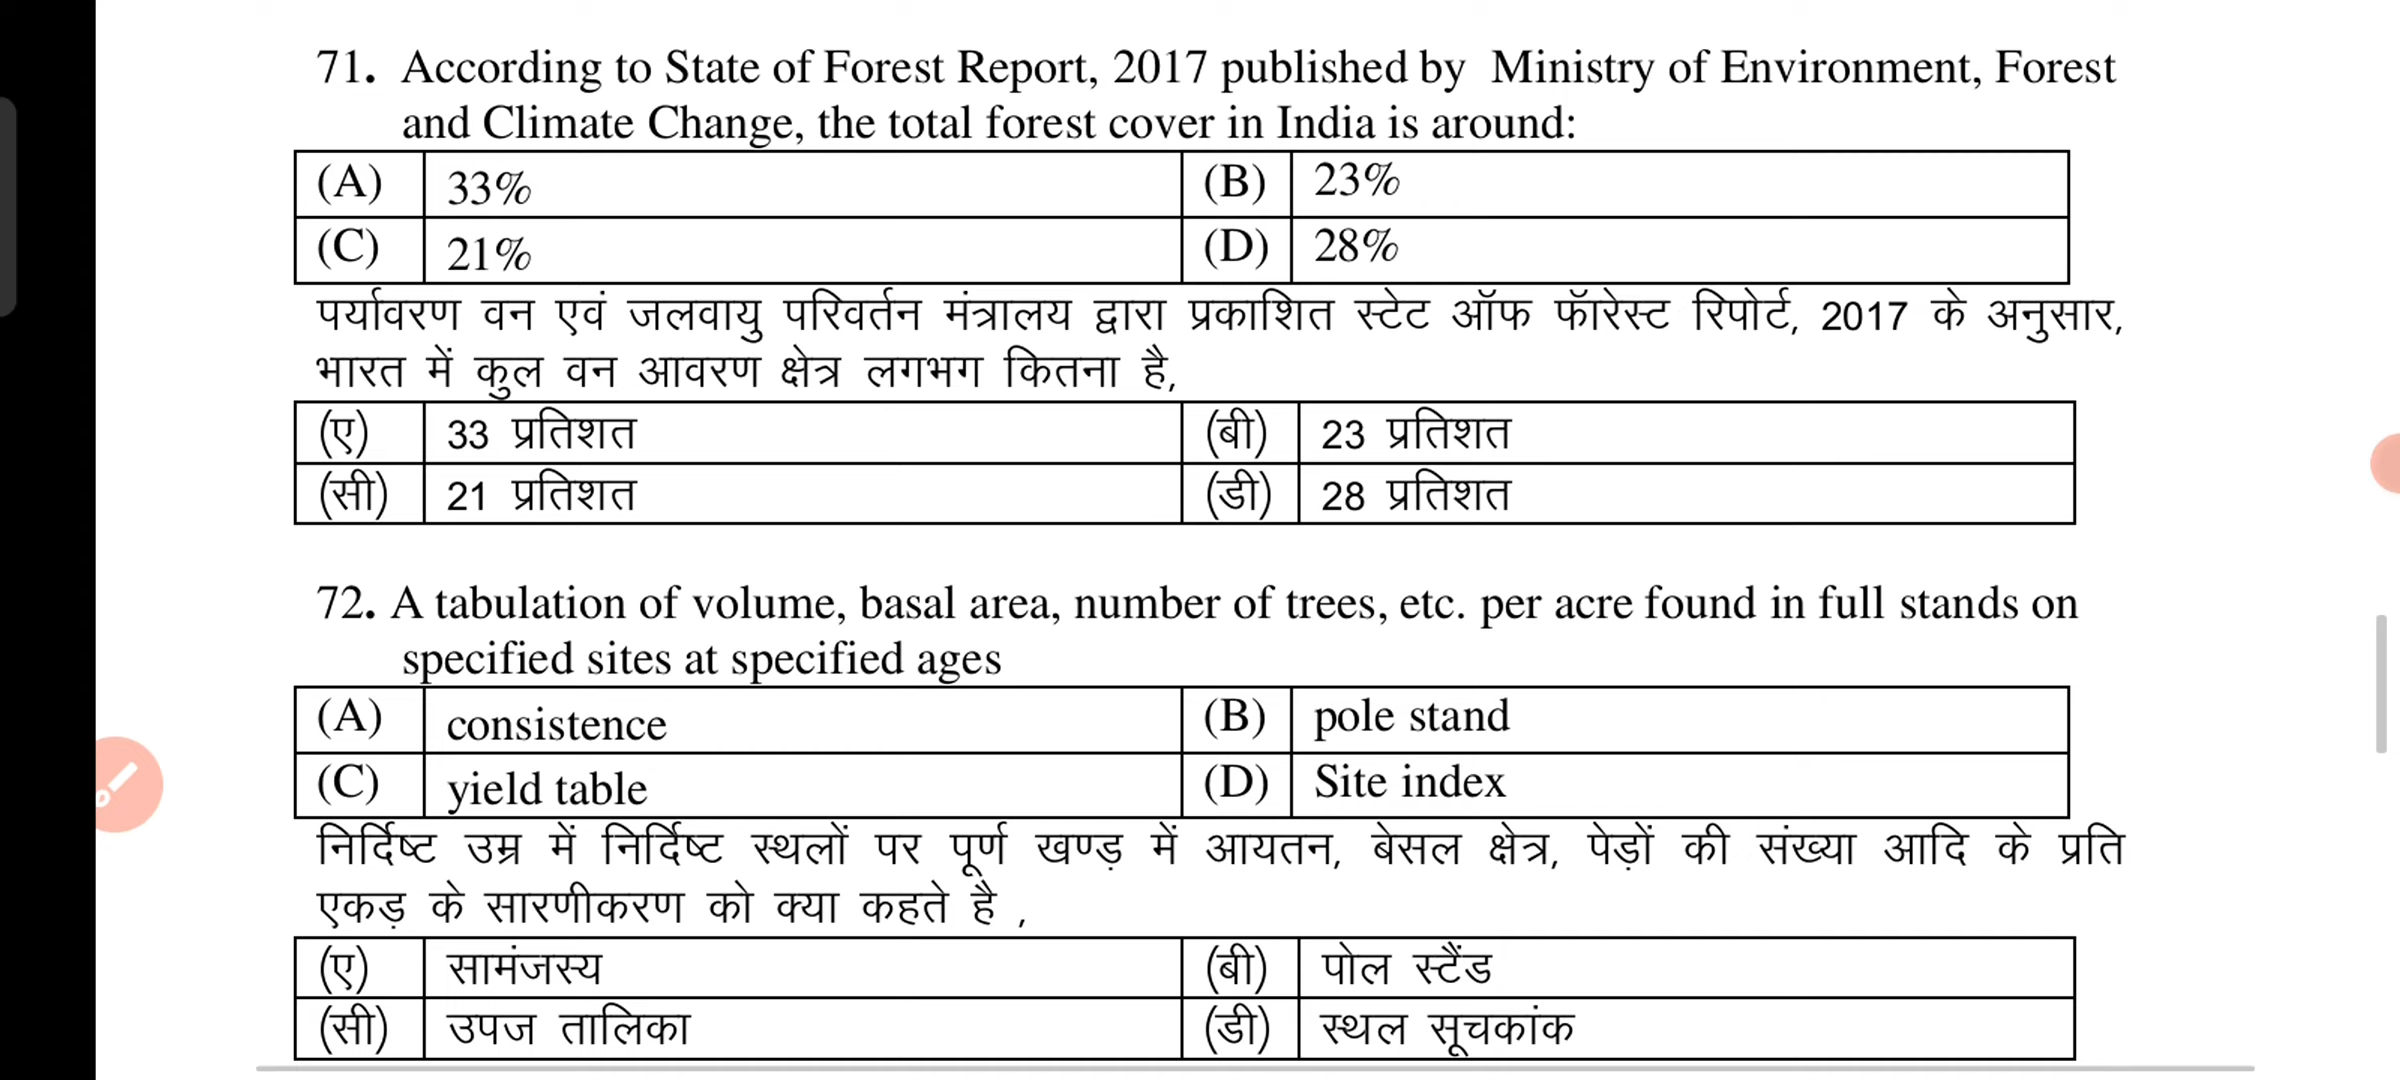 71. According to State of Forest Report, 2017 published by Ministry of Environment, Forest
and Climate Change, the total forest cover in India is around:
(A) 33% (B) 23%
(C) 21% (D) 28%
पर्यावरण वन एवं जलवायु परिवर्तन मंत्रालय द्वारा प्रकाशित स्टेट ऑफ फॉरेस्ट रिपोर्ट, 2017 के अनुसार,
भारत में कुल वन आवरण क्षेत्र लगभग कितना है,
(ए) 33 प्रतिशत (बी) 23 प्रतिशत
(सी) 21 प्रतिशत (डी) 28 प्रतिशत
72. A tabulation of volume, basal area, number of trees, etc. per acre found in full stands on
specified sites at specified ages
(A) consistence (B) pole stand
(C) yield table (D) Site index
निर्दिष्ट उम्र में निर्दिष्ट स्थलों पर पूर्ण खण्ड़ में आयतन, बेसल क्षेत्र, पेड़ों की संख्या आदि के प्रति
एकड़ के सारणीकरण को क्या कहते है ,
(ए) सामंजस्य (बी) पोल स्टैंड
(सी) उपज तालिका (डी) स्थल सूचकांक